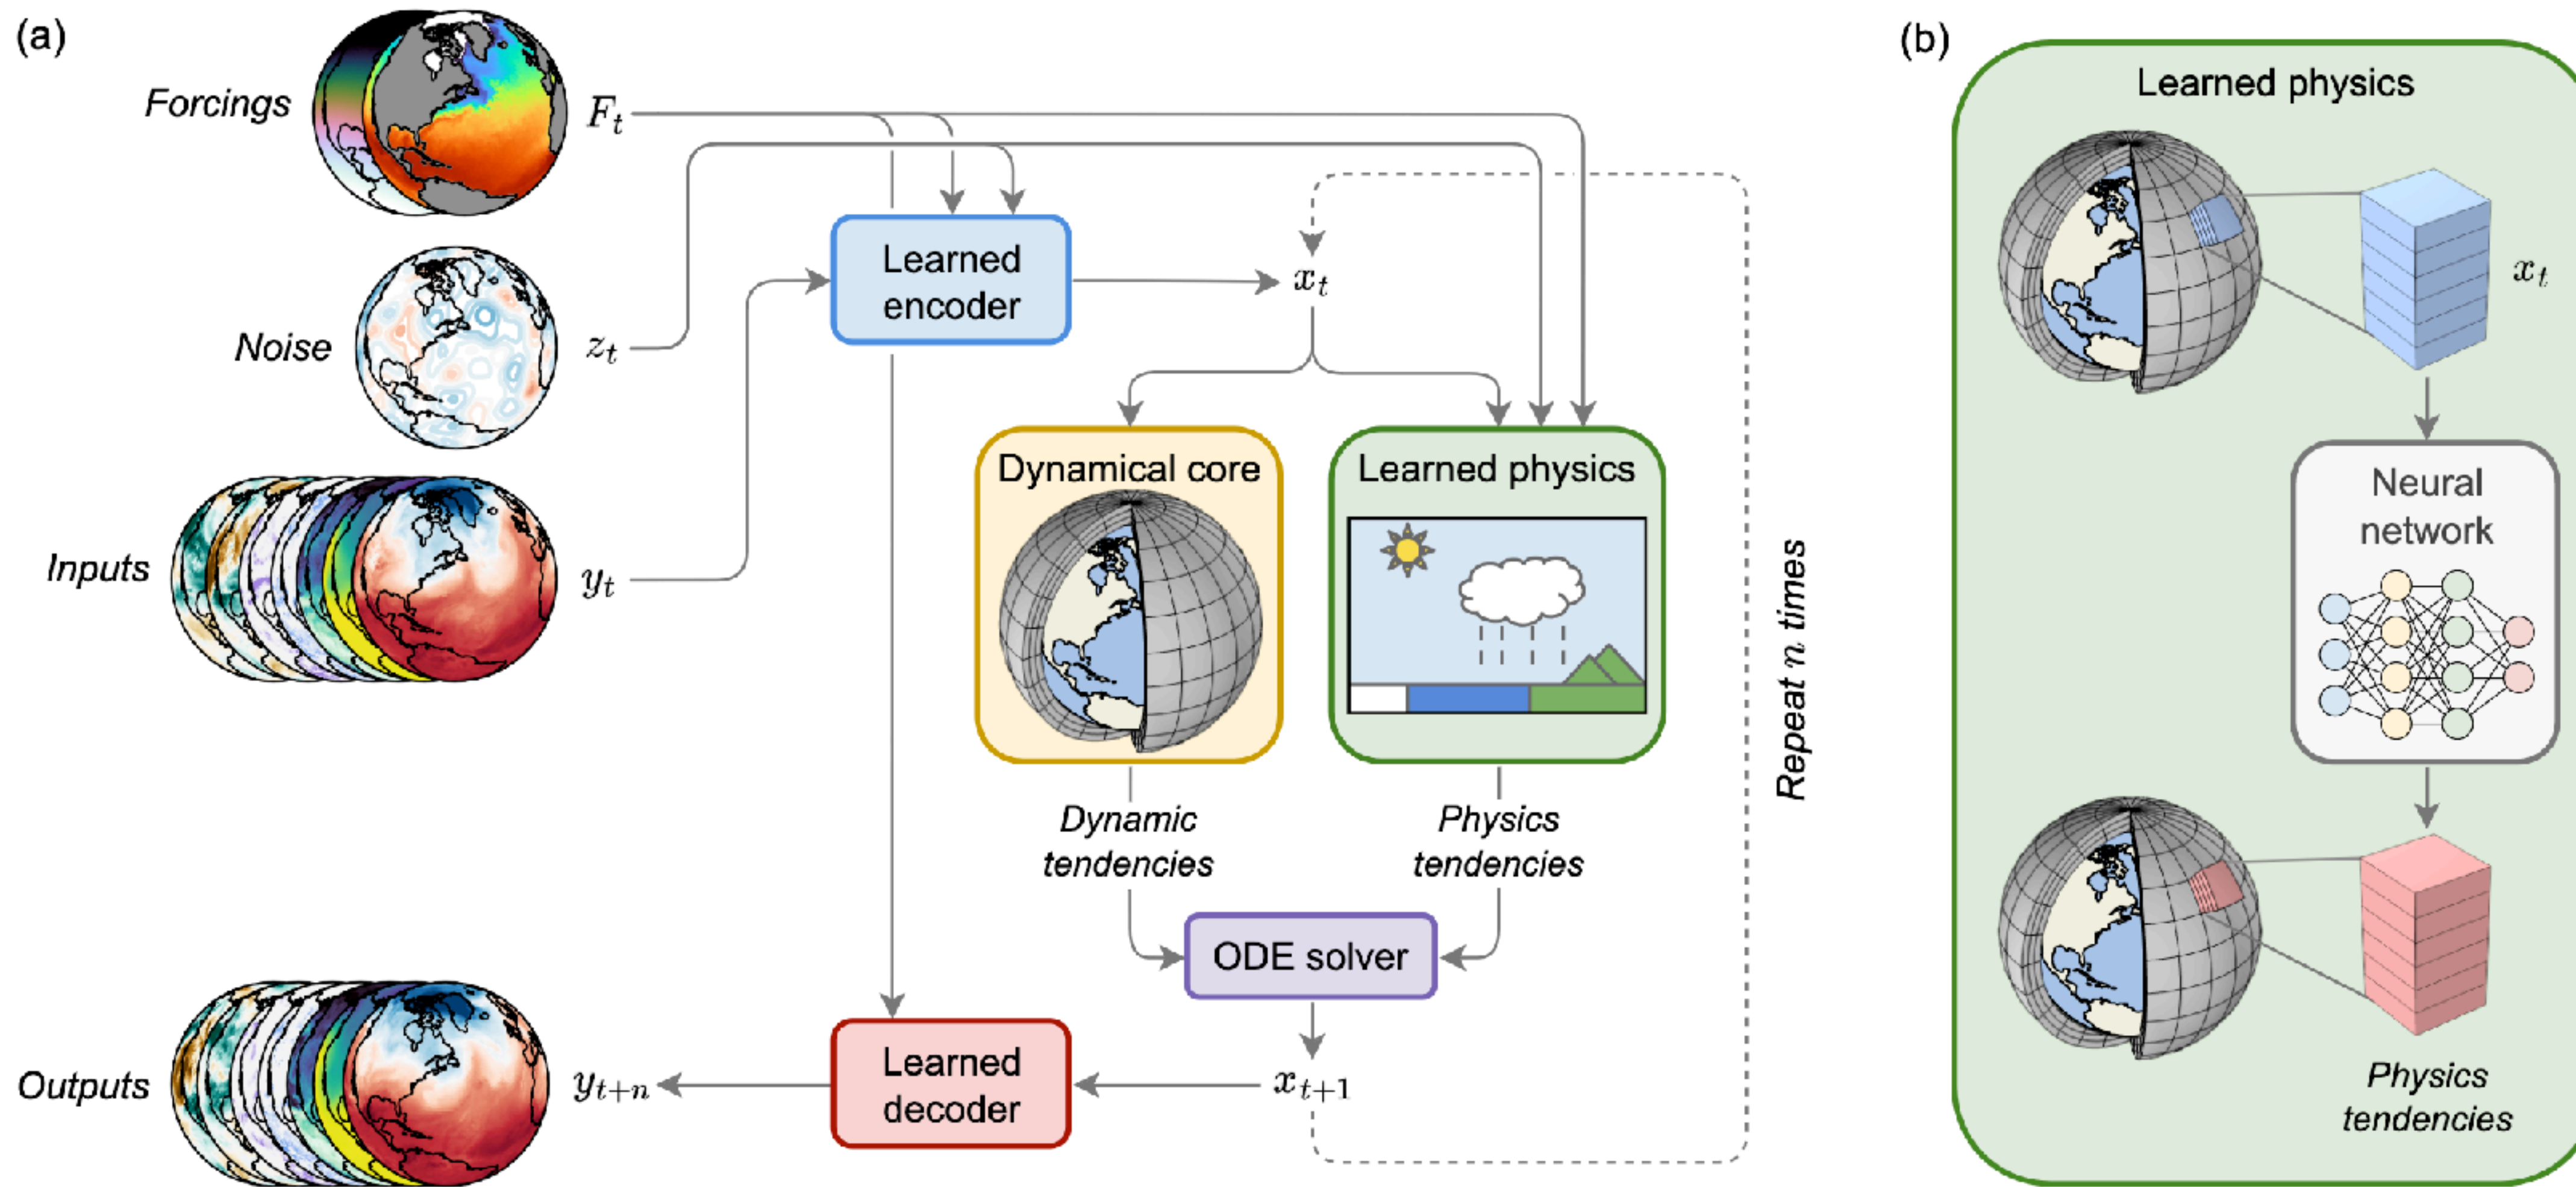 (a)
Forcings
F_t
Noise
z_t
Inputs
y_t
Learned
encoder
x_t
Dynamical core
Learned physics
Dynamic
tendencies
Physics
tendencies
Repeat n times
ODE solver
Outputs
y_{t+n}
Learned
decoder
x_{t+1}
(b)
Learned physics
x_t
Neural
network
Physics
tendencies